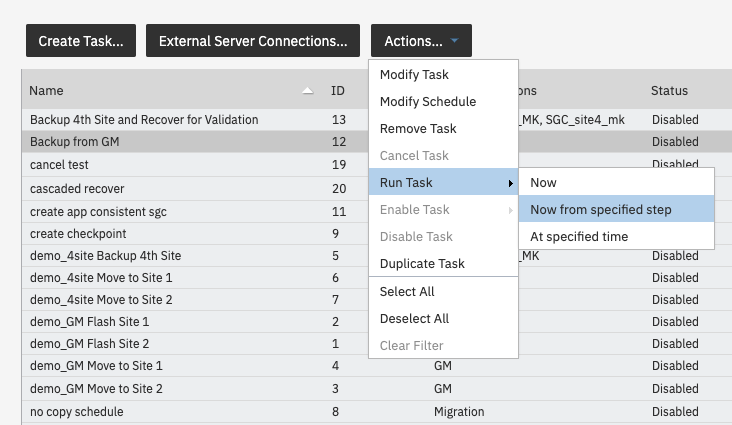 Create Task... External Server Connections... Actions...
Name ID ons Status
Backup 4th Site and Recover for Validation 13 _MK, SGC_site4_mk Disabled
Backup from GM 12 Disabled
cancel test 19 Disabled
cascaded recover 20
create app consistent sgc 11
create checkpoint 9
demo_4site Backup 4th Site 5 _MK Disabled
demo_4site Move to Site 1 6 Disabled
demo_4site Move to Site 2 7 Disabled
demo_GM Flash Site 1 2 Disabled
demo_GM Flash Site 2 1 Disabled
demo_GM Move to Site 1 4 GM Disabled
demo_GM Move to Site 2 3 GM Disabled
no copy schedule 8 Migration Disabled
Modify Task
Modify Schedule
Remove Task
Cancel Task
Run Task
Enable Task
Disable Task
Duplicate Task
Select All
Deselect All
Clear Filter
Now
Now from specified step
At specified time